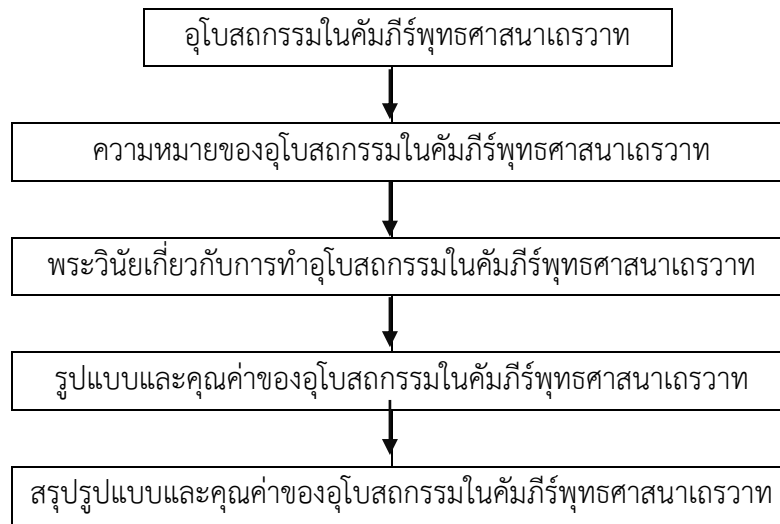 อุโบสถกรรมในคัมภีร์พุทธศาสนาเถรวาท
ความหมายของอุโบสถกรรมในคัมภีร์พุทธศาสนาเถรวาท
พระวินัยเกี่ยวกับการทำอุโบสถกรรมในคัมภีร์พุทธศาสนาเถรวาท
รูปแบบและคุณค่าของอุโบสถกรรมในคัมภีร์พุทธศาสนาเถรวาท
สรุปรูปแบบและคุณค่าของอุโบสถกรรมในคัมภีร์พุทธศาสนาเถรวาท